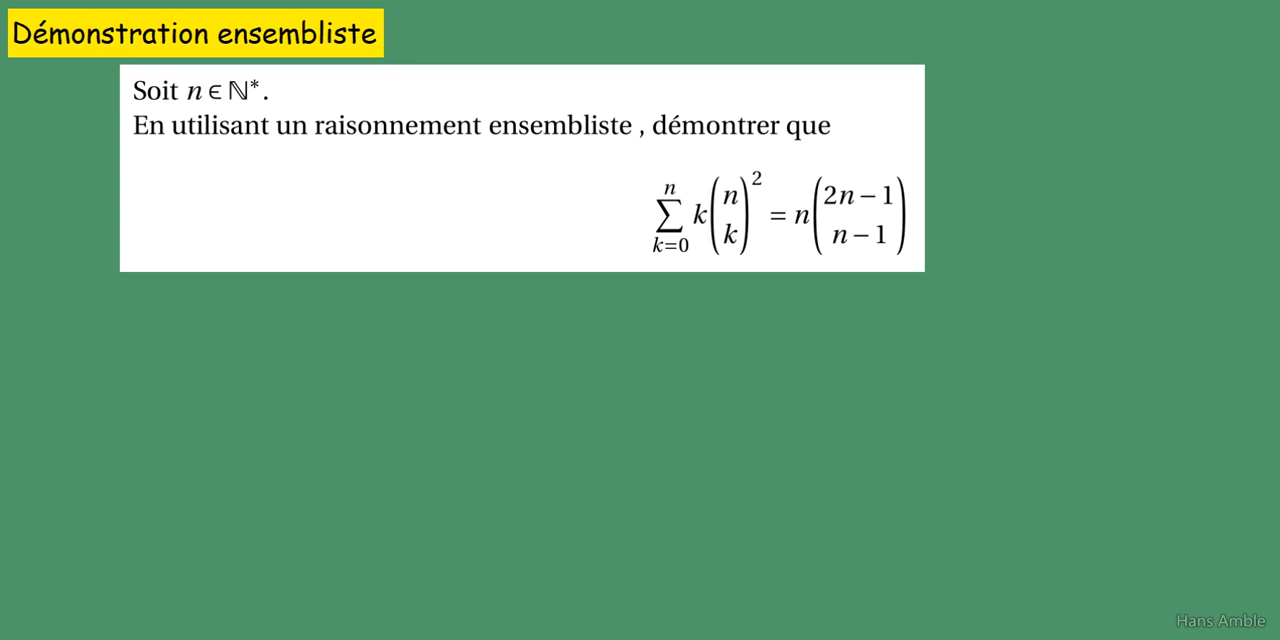 Démonstration ensembliste
Soit n ∈ ℕ*.
En utilisant un raisonnement ensembliste , démontrer que
\sum_{k=0}^{n} k \binom{n}{k}^2 = n \binom{2n-1}{n-1}
Hans Amble